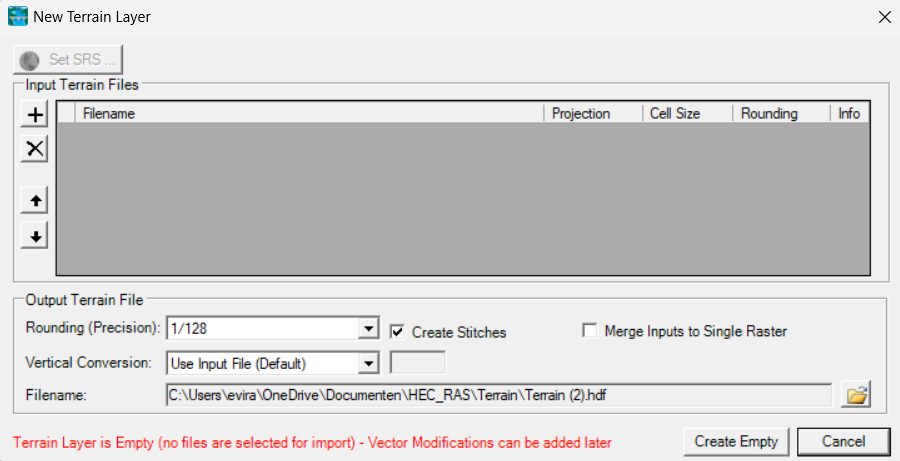 New Terrain Layer
Set SRS ...
Input Terrain Files
Filename Projection Cell Size Rounding Info
Output Terrain File
Rounding (Precision): 1/128 Create Stitches Merge Inputs to Single Raster
Vertical Conversion: Use Input File (Default)
Filename: C:\Users\evira\OneDrive\Documenten\HEC_RAS\Terrain\Terrain (2).hdf
Terrain Layer is Empty (no files are selected for import) - Vector Modifications can be added later Create Empty Cancel